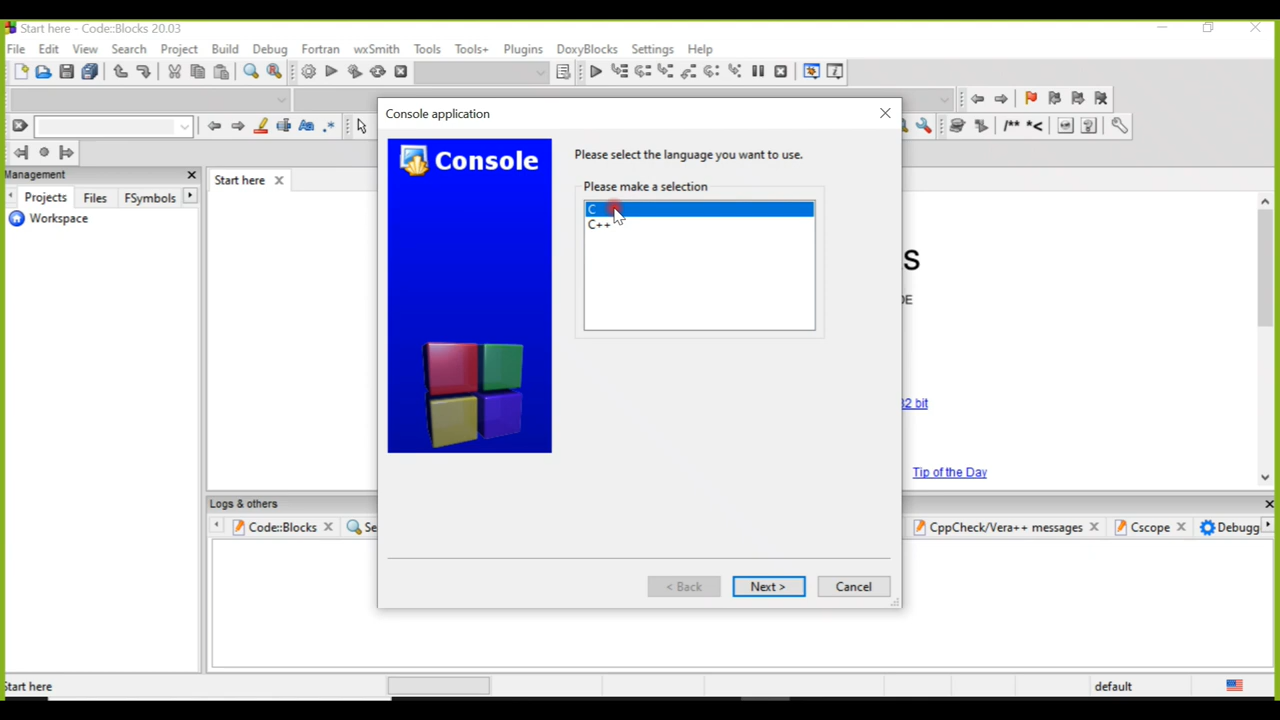 Start here - Code::Blocks 20.03
File Edit View Search Project Build Debug Fortran wxSmith Tools Tools+ Plugins DoxyBlocks Settings Help
Console application
Management
Projects Files FSymbols
Workspace
Start here
Console
Please select the language you want to use.
Please make a selection
C
C++
S
DE
32 bit
Tip of the Day
Logs & others
Code::Blocks Se CppCheck/Vera++ messages Cscope Debugg
< Back Next > Cancel
Start here default